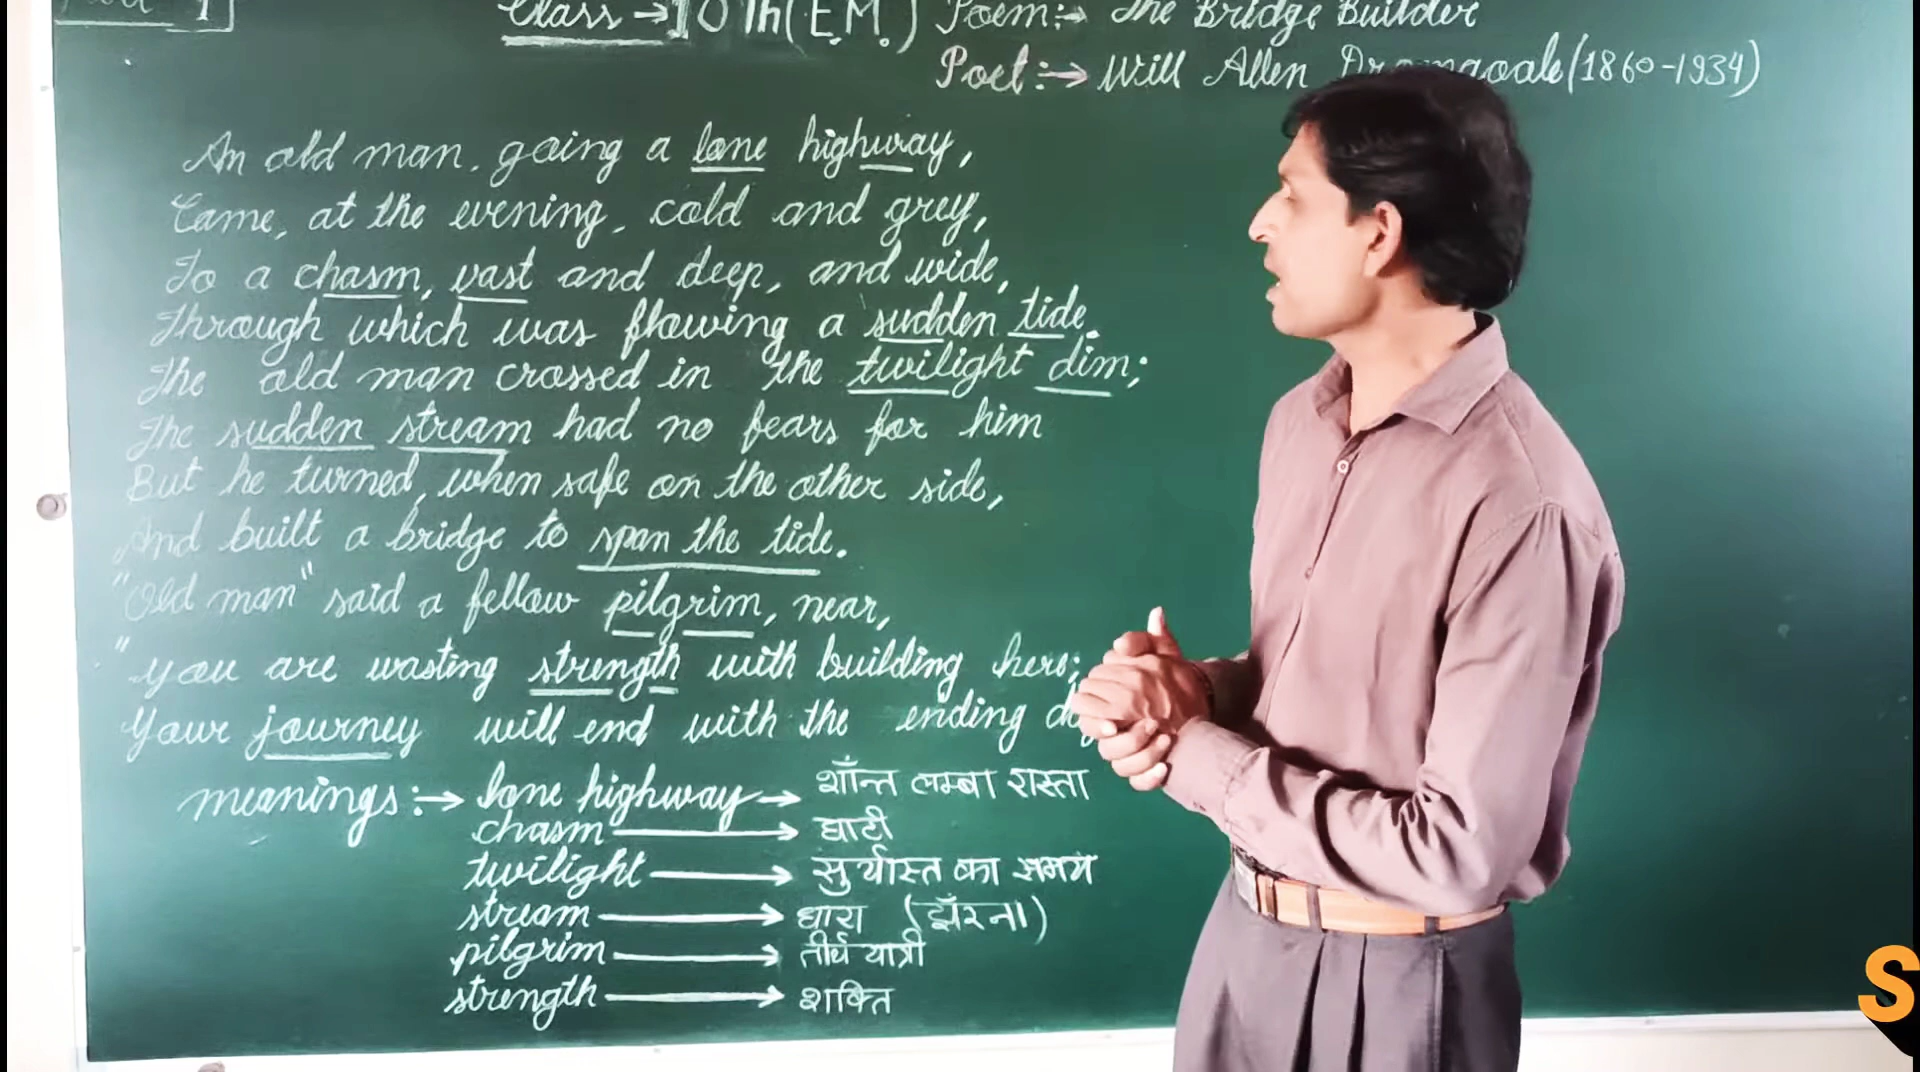 Part 1
Class → 10 Th (E.M.) Poem:→ The Bridge Builder
Poet:→ Will Allen (1860-1934)
An old man, going a lone highway,
Came, at the evening, cold and grey,
To a chasm, vast and deep, and wide,
Through which was flowing a sudden tide.
The old man crossed in the twilight dim;
The sudden stream had no fears for him
But he turned, when safe on the other side,
And built a bridge to span the tide.
"Old man" said a fellow pilgrim, near,
"You are wasting strength with building here;
Your journey will end with the ending
meanings:→ lone highway → शाँन्त लम्बा रास्ता
chasm → घाटी
twilight → सुर्यास्त का समय
stream → धारा (झँरना)
pilgrim → तीर्थ यात्री
strength → शक्ति
S